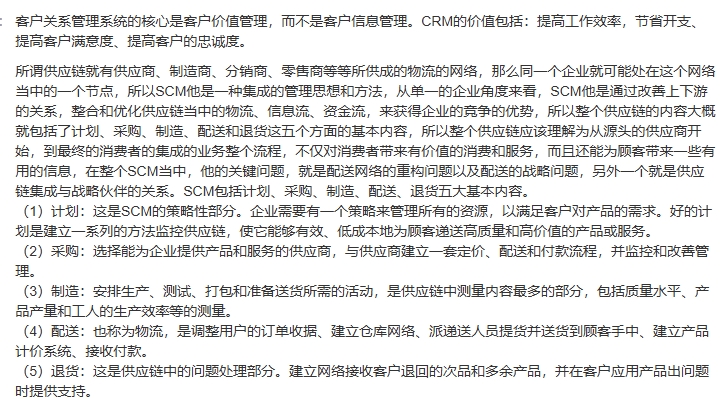 ：客户关系管理系统的核心是客户价值管理，而不是客户信息管理。CRM的价值包括：提高工作效率，节省开支、
提高客户满意度、提高客户的忠诚度。
所谓供应链就有供应商、制造商、分销商、零售商等等所供成的物流的网络，那么同一个企业就可能处在这个网络
当中的一个节点，所以SCM他是一种集成的管理思想和方法，从单一的企业角度来看，SCM他是通过改善上下游
的关系，整合和优化供应链当中的物流、信息流、资金流，来获得企业的竞争的优势，所以整个供应链的内容大概
就包括了计划、采购、制造、配送和退货这五个方面的基本内容，所以整个供应链应该理解为从源头的供应商开
始，到最终的消费者的集成的业务整个流程，不仅对消费者带来有价值的消费和服务，而且还能为顾客带来一些有
用的信息，在整个SCM当中，他的关键问题，就是配送网络的重构问题以及配送的战略问题，另外一个就是供应
链集成与战略伙伴的关系。SCM包括计划、采购、制造、配送、退货五大基本内容。
（1）计划：这是SCM的策略性部分。企业需要有一个策略来管理所有的资源，以满足客户对产品的需求。好的计
划是建立一系列的方法监控供应链，使它能够有效、低成本地为顾客递送高质量和高价值的产品或服务。
（2）采购：选择能为企业提供产品和服务的供应商，与供应商建立一套定价、配送和付款流程，并监控和改善管
理。
（3）制造：安排生产、测试、打包和准备送货所需的活动，是供应链中测量内容最多的部分，包括质量水平、产
品产量和工人的生产效率等的测量。
（4）配送：也称为物流，是调整用户的订单收据、建立仓库网络、派递送人员提货并送货到顾客手中、建立产品
计价系统、接收付款。
（5）退货：这是供应链中的问题处理部分。建立网络接收客户退回的次品和多余产品，并在客户应用产品出问题
时提供支持。